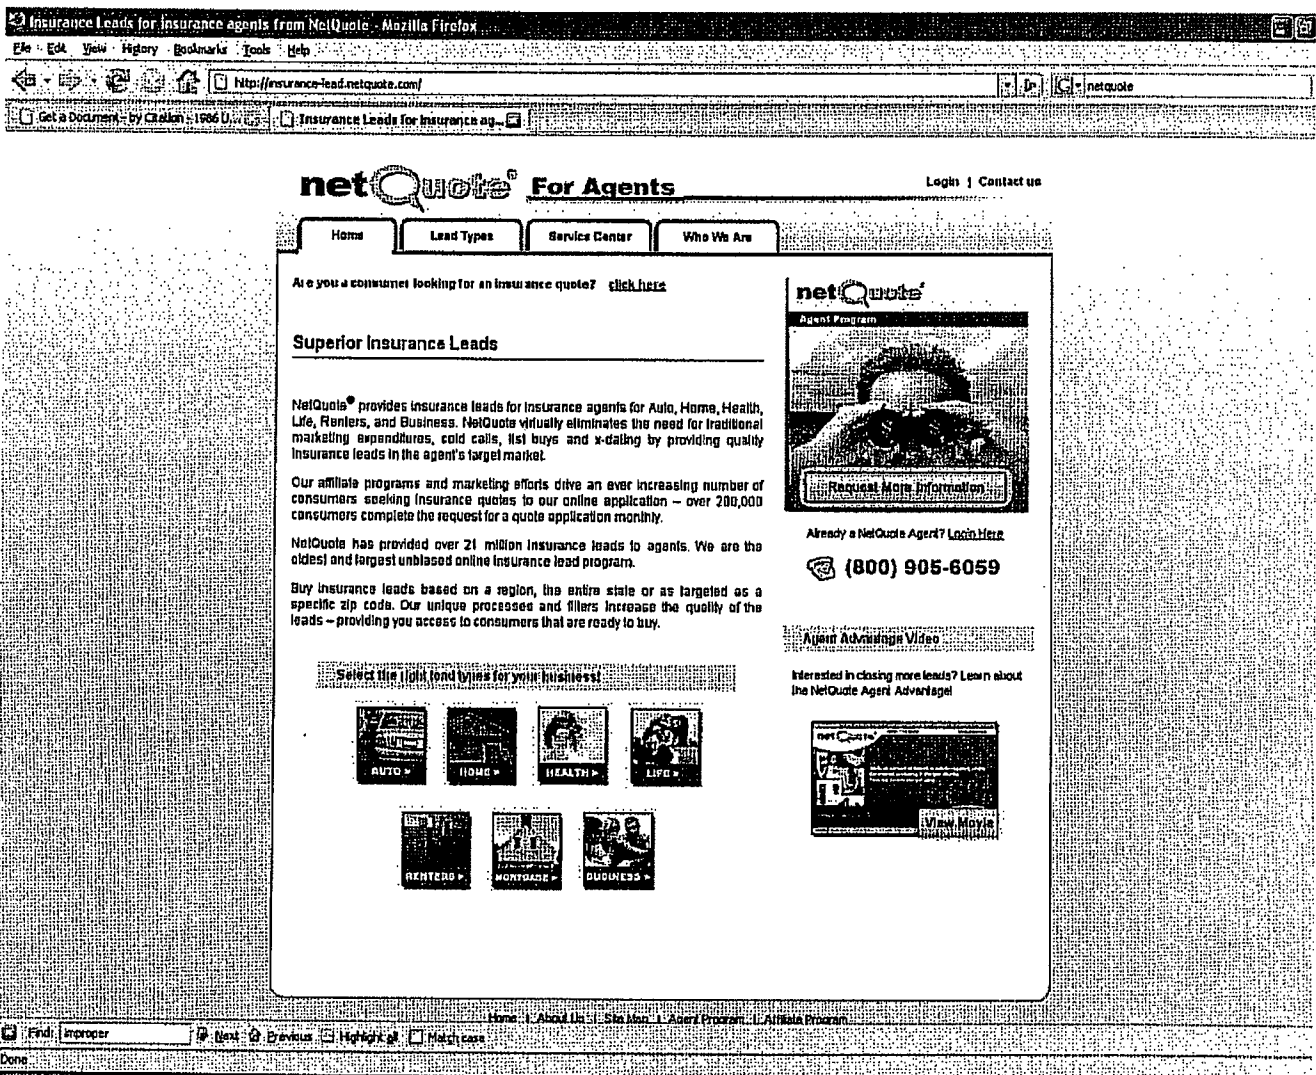 Insurance Leads for insurance agents from NetQuote - Mozilla Firefox
File Edit View History Bookmarks Tools Help
http://insurance-lead.netquote.com/
netquote
Get a Document - by Citation - 1986 U...
Insurance Leads for Insurance ag...
netQuote® For Agents
Login | Contact us
Home
Lead Types
Service Center
Who We Are
Are you a consumer looking for an insurance quote? click here
Superior Insurance Leads
NetQuote® provides insurance leads for insurance agents for Auto, Home, Health,
Life, Renters, and Business. NetQuote virtually eliminates the need for traditional
marketing expenditures, cold calls, list buys and x-dating by providing quality
insurance leads in the agent's target market.
Our affiliate programs and marketing efforts drive an ever increasing number of
consumers seeking insurance quotes to our online application – over 200,000
consumers complete the request for a quote application monthly.
NetQuote has provided over 21 million insurance leads to agents. We are the
oldest and largest unbiased online insurance lead program.
Buy insurance leads based on a region, the entire state or as targeted as a
specific zip code. Our unique processes and filters increase the quality of the
leads – providing you access to consumers that are ready to buy.
Select the right lead types for your business!
AUTO
HOME
HEALTH
LIFE
RENTERS
MORTGAGE
BUSINESS
netQuote
Agent Program
Request More Information
Already a NetQuote Agent? Login Here
(800) 905-6059
Agent Advantage Video
Interested in closing more leads? Learn about
the NetQuote Agent Advantage!
netQuote
View Movie
Home | About Us | Site Map | Agent Program | Affiliate Program
Find: improper Next Previous Highlight all Match case
Done